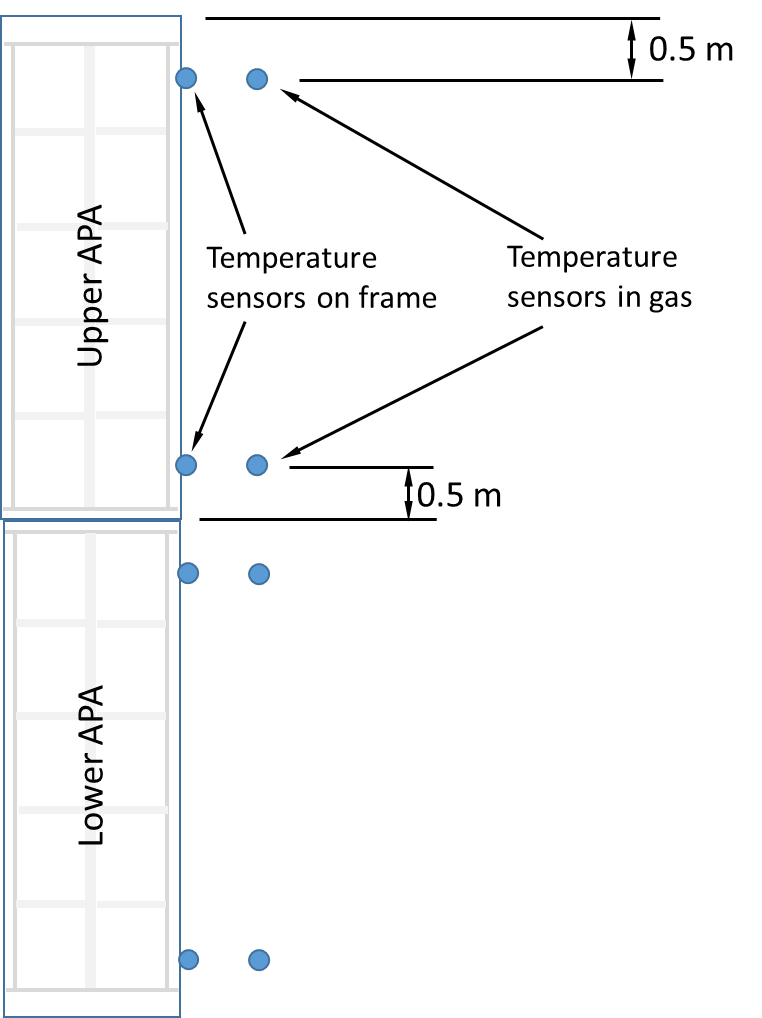 0.5 m
Temperature
sensors on frame
Temperature
sensors in gas
Upper APA
0.5 m
Lower APA